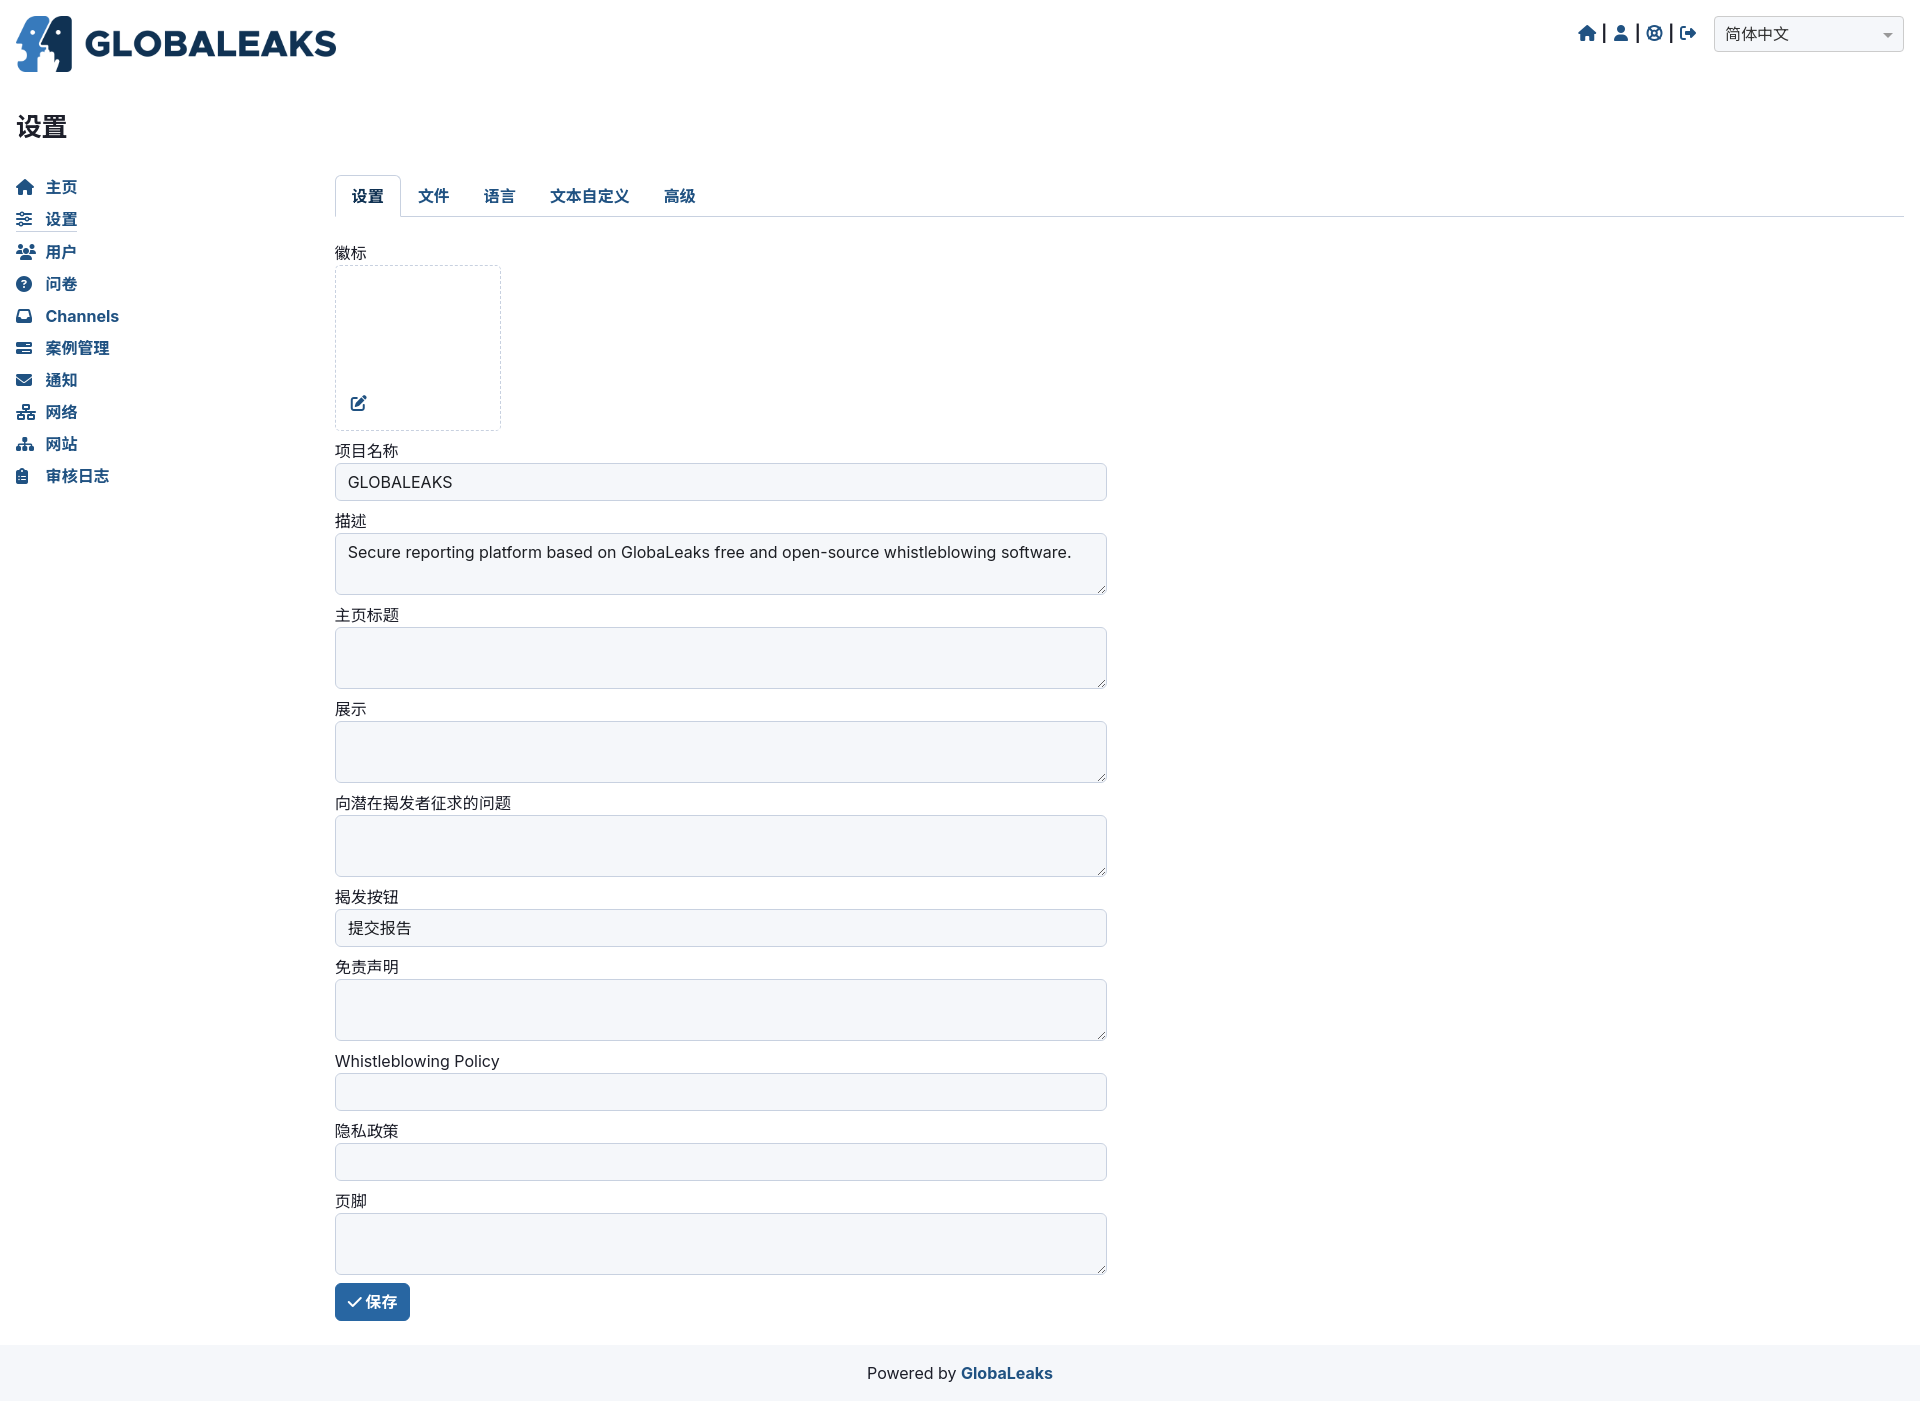 GLOBALEAKS
| | |
简体中文
设置
主页
设置
用户
问卷
Channels
案例管理
通知
网络
网站
审核日志
设置 文件 语言 文本自定义 高级
徽标
项目名称
GLOBALEAKS
描述
Secure reporting platform based on GlobaLeaks free and open-source whistleblowing software.
主页标题
展示
向潜在揭发者征求的问题
揭发按钮
提交报告
免责声明
Whistleblowing Policy
隐私政策
页脚
保存
Powered by GlobaLeaks